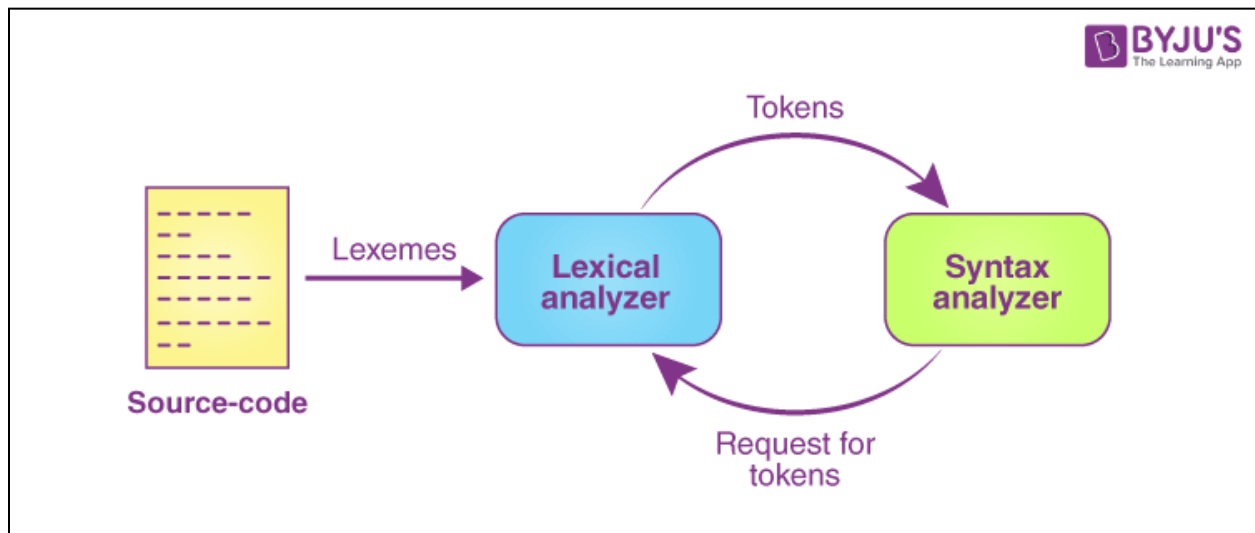 BYJU'S
The Learning App
Tokens
Lexemes
Lexical
analyzer
Syntax
analyzer
Source-code
Request for
tokens